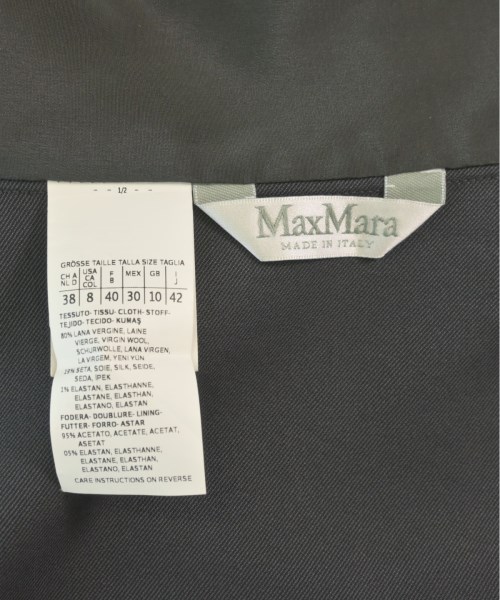 - - 1/2 - -
MaxMara
MADE IN ITALY
GRÖSSE TAILLE TALLA SIZE TAGLIA
CH A NL D
USA CA COL
F B
MEX
GB
I J
38 8 40 30 10 42
TESSUTO- TISSU- CLOTH- STOFF-
TEJIDO- TECIDO- KUMAŞ
80% LANA VERGINE, LAINE
VIERGE, VIRGIN WOOL,
SCHURWOLLE, LANA VIRGEN,
LA VIRGEM, YENI YÜN
19% SETA, SOIE, SILK, SEIDE,
SEDA, IPEK
1% ELASTAN, ELASTHANNE,
ELASTANE, ELASTHAN,
ELASTANO, ELASTAN
FODERA- DOUBLURE- LINING-
FUTTER- FORRO- ASTAR
95% ACETATO, ACETATE, ACETAT,
ASETAT
05% ELASTAN, ELASTHANNE,
ELASTANE, ELASTHAN,
ELASTANO, ELASTAN
CARE INSTRUCTIONS ON REVERSE